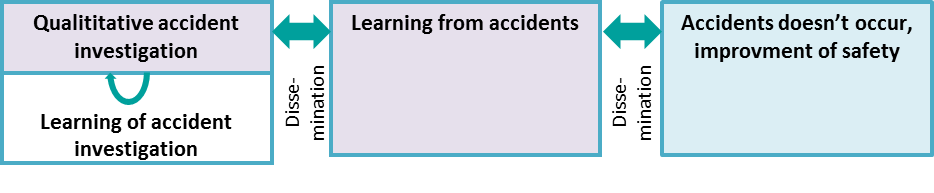 Qualititative accident
investigation
Learning of accident
investigation
Disse-
mination
Learning from accidents
Disse-
mination
Accidents doesn’t occur,
improvment of safety